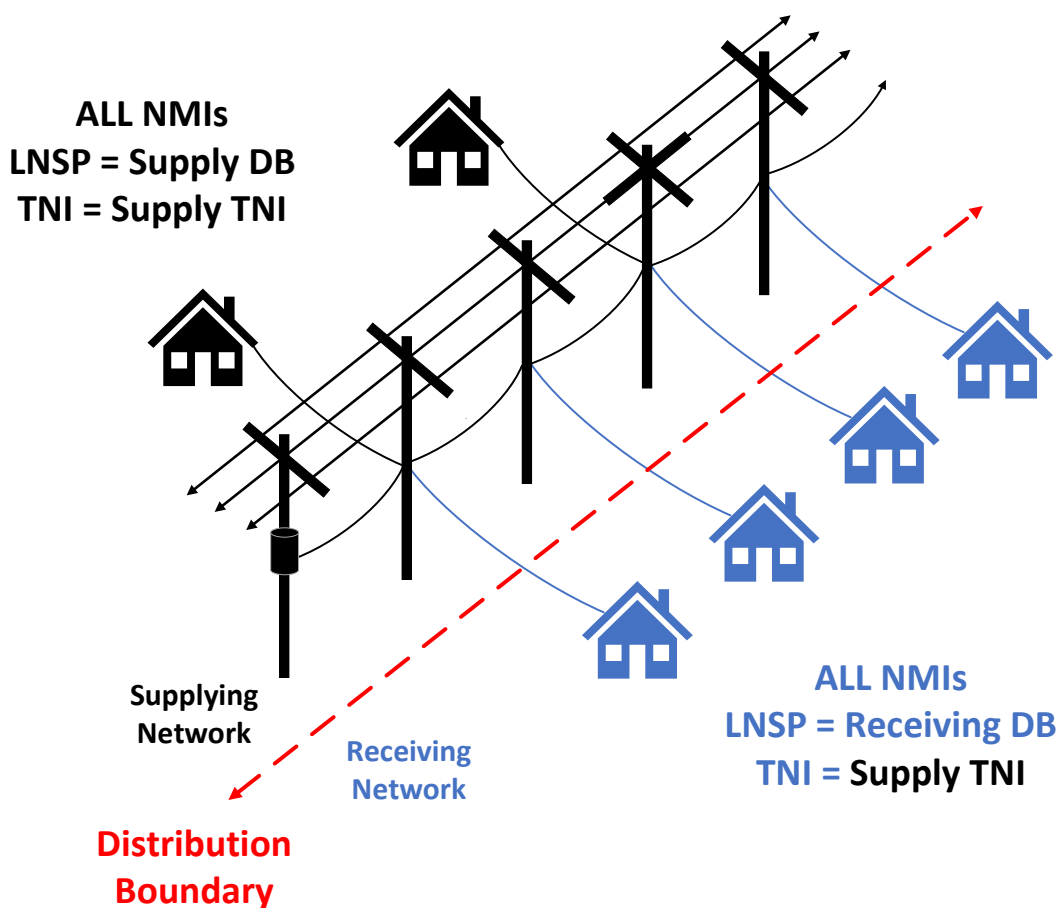 ALL NMIs
LNSP = Supply DB
TNI = Supply TNI
Supplying
Network
Receiving
Network
ALL NMIs
LNSP = Receiving DB
TNI = Supply TNI
Distribution
Boundary